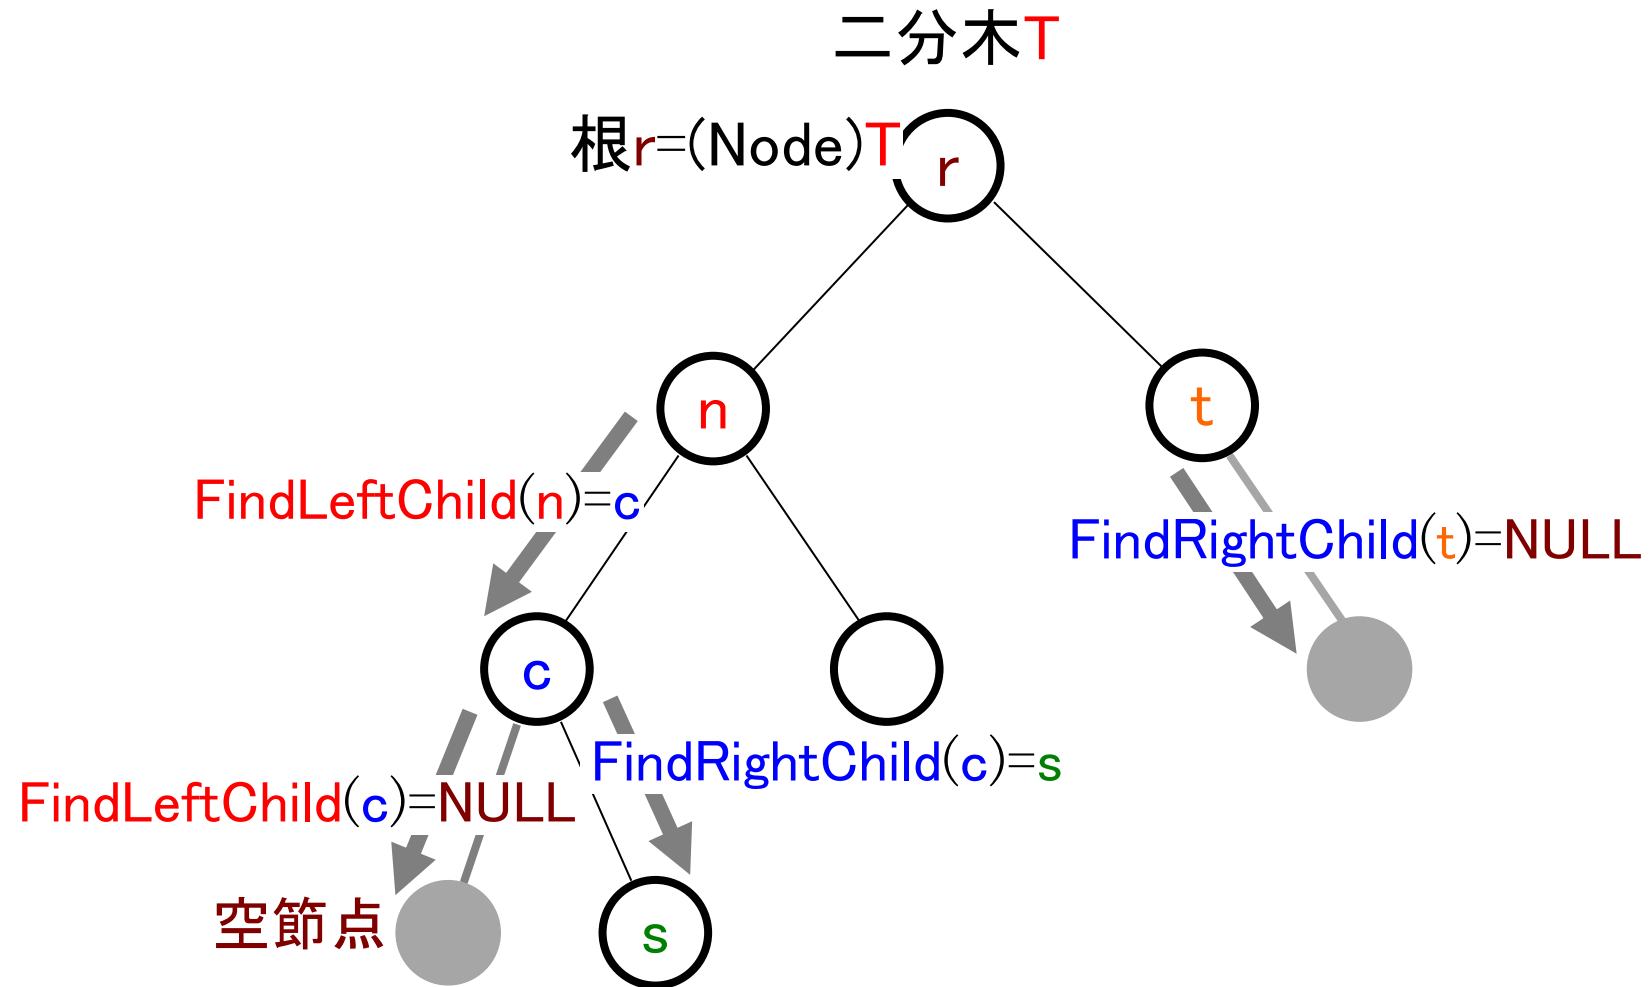 二分木T
根r=(Node)T
r
n
t
FindLeftChild(n)=c
FindRightChild(t)=NULL
c
FindRightChild(c)=s
FindLeftChild(c)=NULL
空節点
s